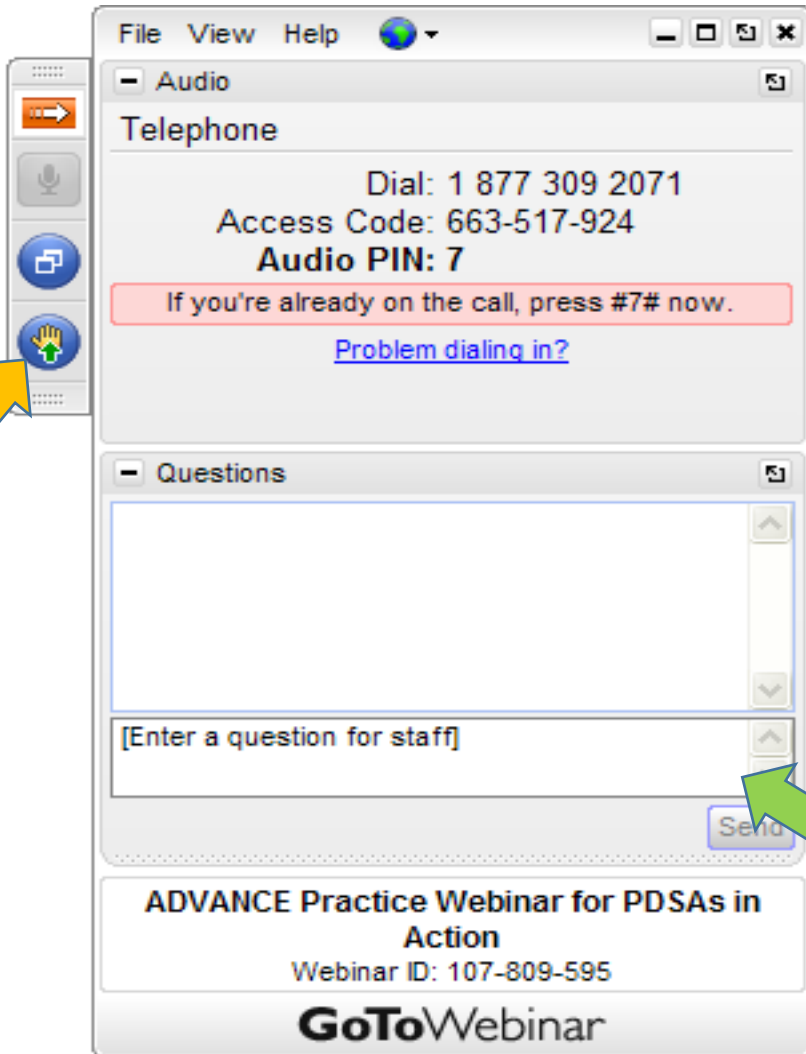 File View Help
Audio
Telephone
Dial: 1 877 309 2071
Access Code: 663-517-924
Audio PIN: 7
If you're already on the call, press #7# now.
Problem dialing in?
Questions
[Enter a question for staff]
Send
ADVANCE Practice Webinar for PDSAs in
Action
Webinar ID: 107-809-595
GoToWebinar